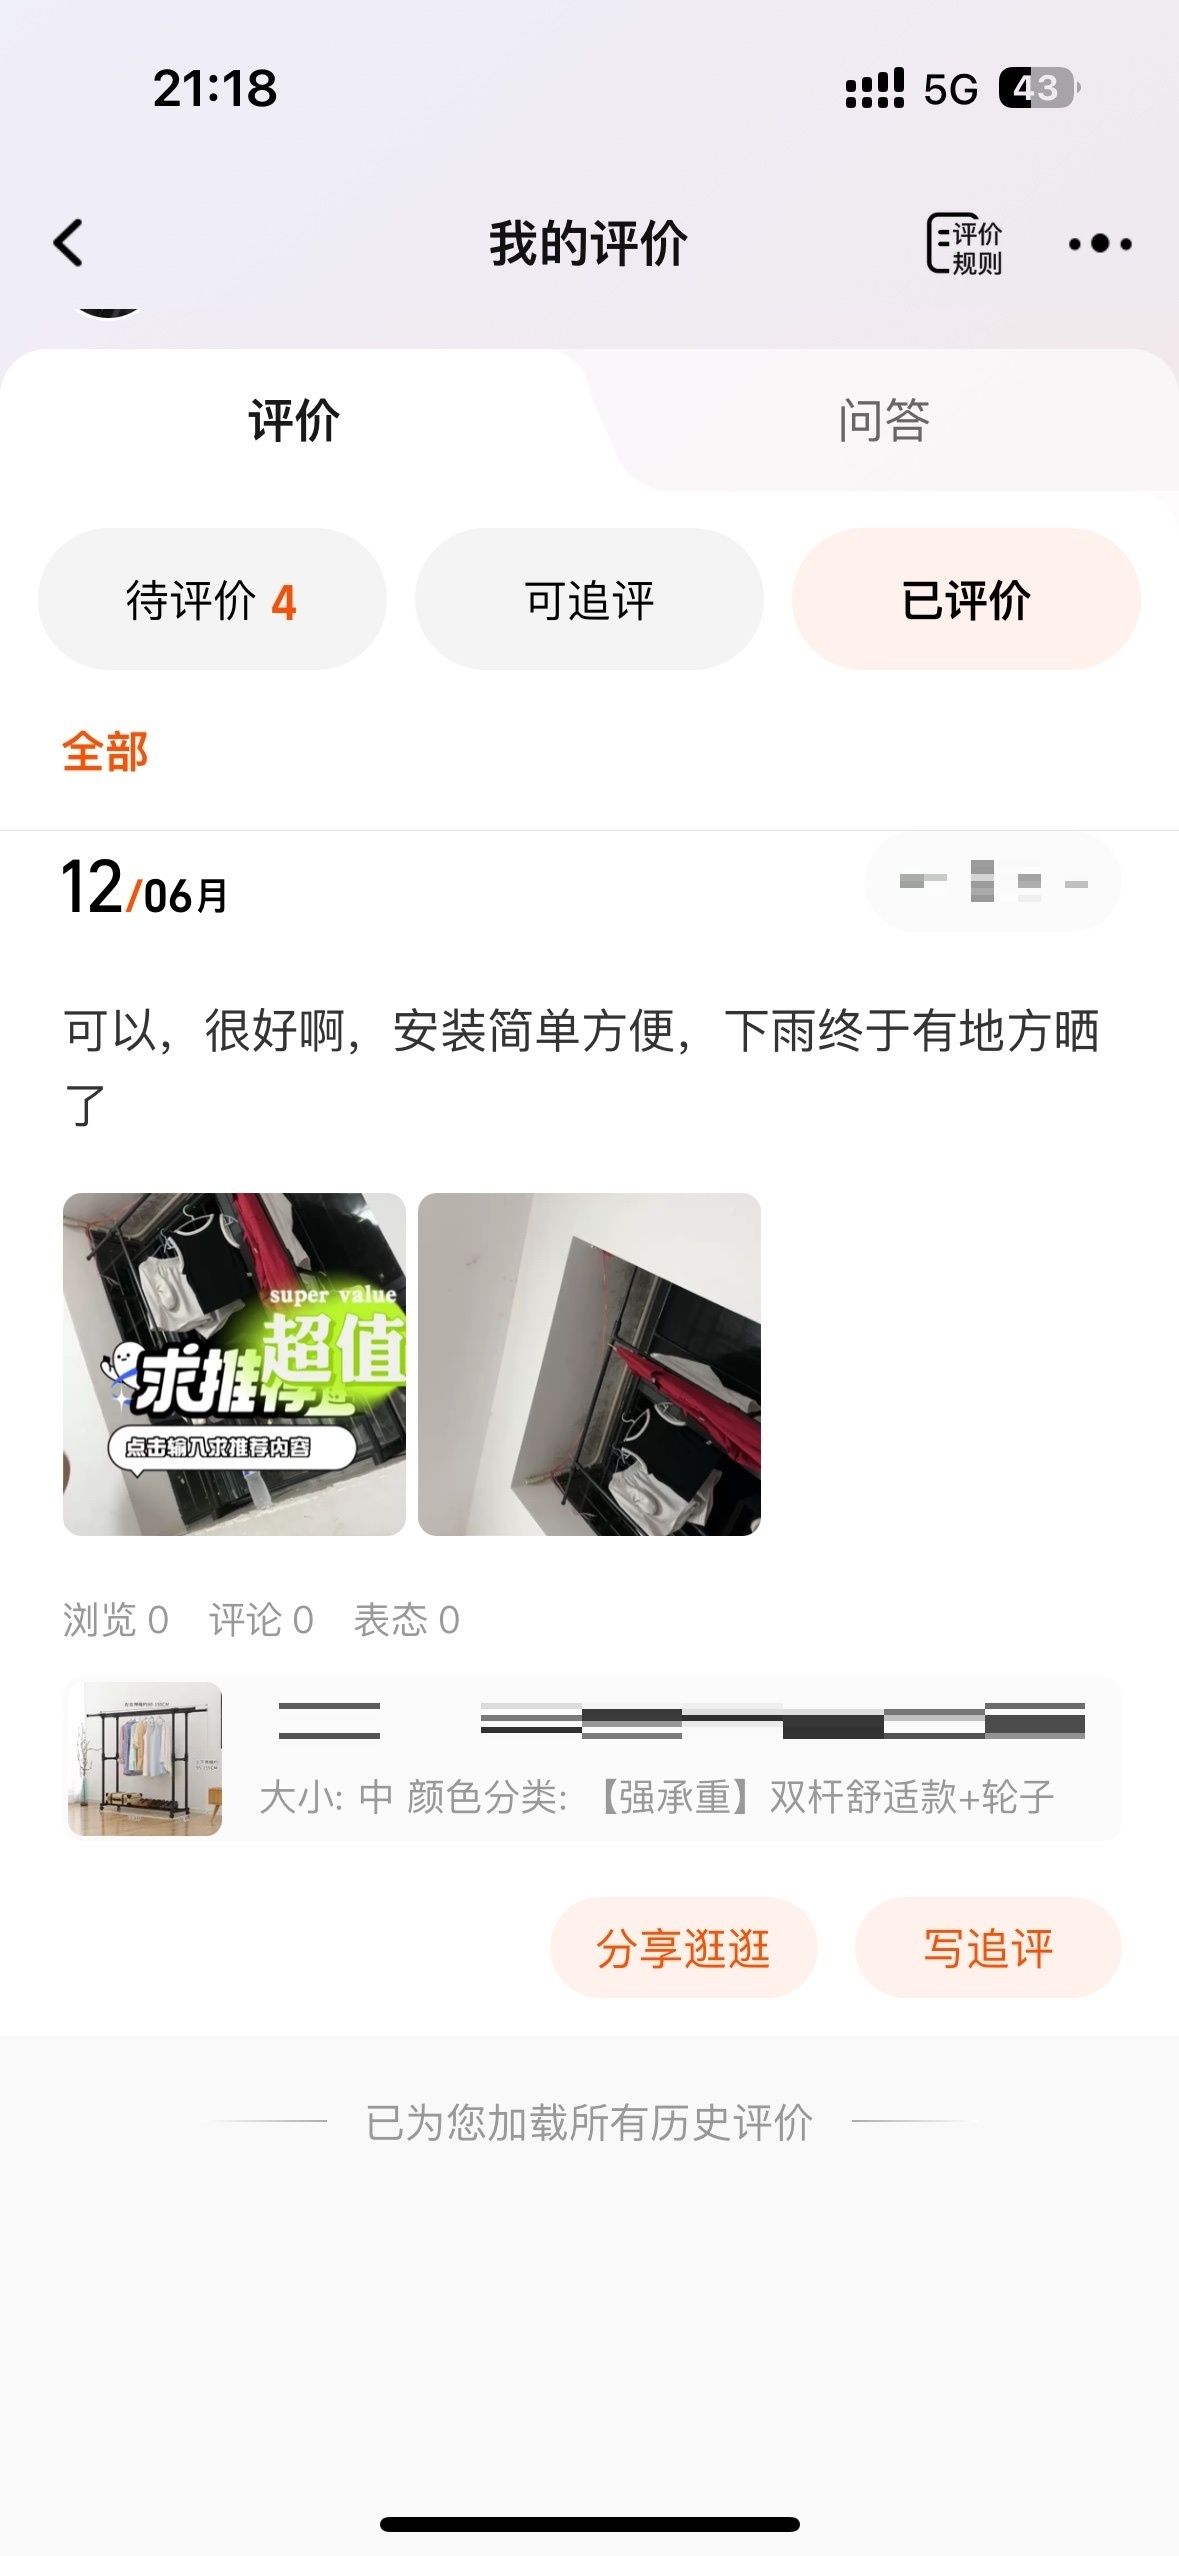 21:18
5G 43
我的评价
评价
规则
评价
问答
待评价 4
可追评
已评价
全部
12/06月
可以，很好啊，安装简单方便，下雨终于有地方晒
了
super value
超值
求推荐
点击输入求推荐内容
浏览 0 评论 0 表态 0
大小: 中 颜色分类: 【强承重】双杆舒适款+轮子
分享逛逛
写追评
已为您加载所有历史评价